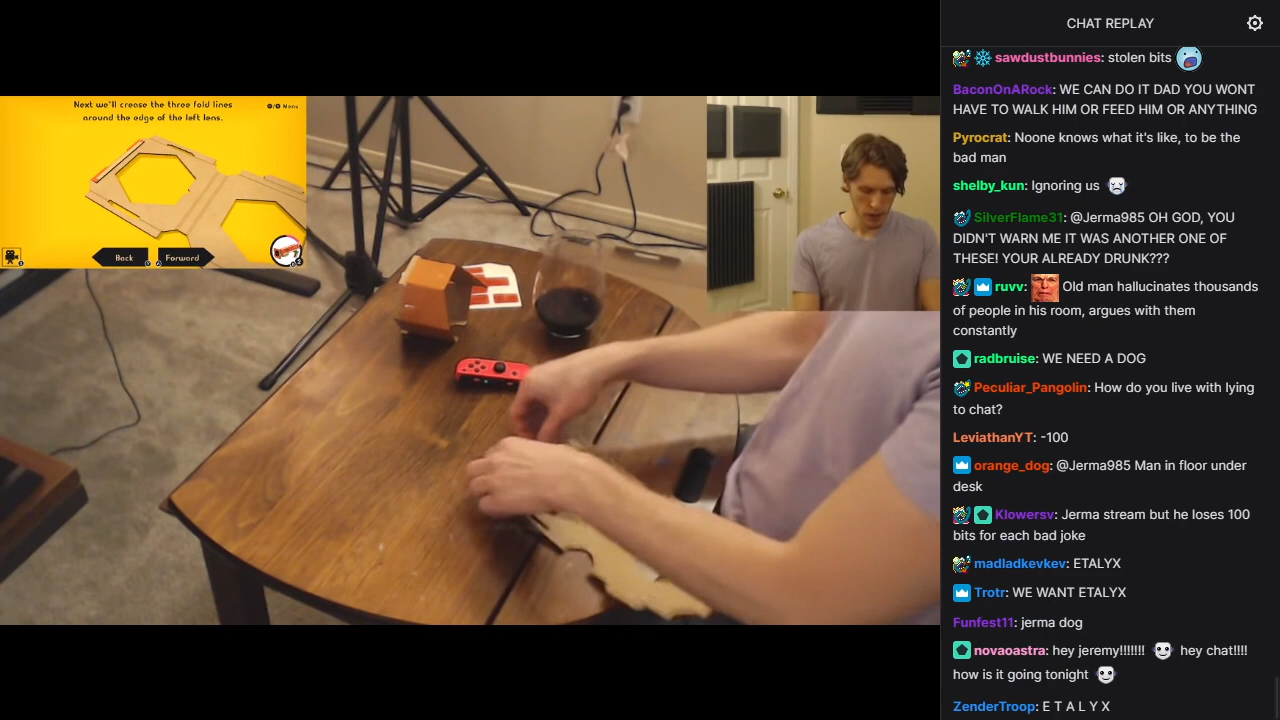 Next we'll crease the three fold lines
around the edge of the left lens.
Menu
Back
Forward
CHAT REPLAY
sawdustbunnies: stolen bits
BaconOnARock: WE CAN DO IT DAD YOU WONT
HAVE TO WALK HIM OR FEED HIM OR ANYTHING
Pyrocrat: Noone knows what it's like, to be the
bad man
shelby_kun: Ignoring us
SilverFlame31: @Jerma985 OH GOD, YOU
DIDN'T WARN ME IT WAS ANOTHER ONE OF
THESE! YOUR ALREADY DRUNK???
ruvv: Old man hallucinates thousands
of people in his room, argues with them
constantly
radbruise: WE NEED A DOG
Peculiar_Pangolin: How do you live with lying
to chat?
LeviathanYT: -100
orange_dog: @Jerma985 Man in floor under
desk
Klowersv: Jerma stream but he loses 100
bits for each bad joke
madladkevkev: ETALYX
Trotr: WE WANT ETALYX
Funfest11: jerma dog
novaoastra: hey jeremy!!!!!!! hey chat!!!!
how is it going tonight
ZenderTroop: E T A L Y X